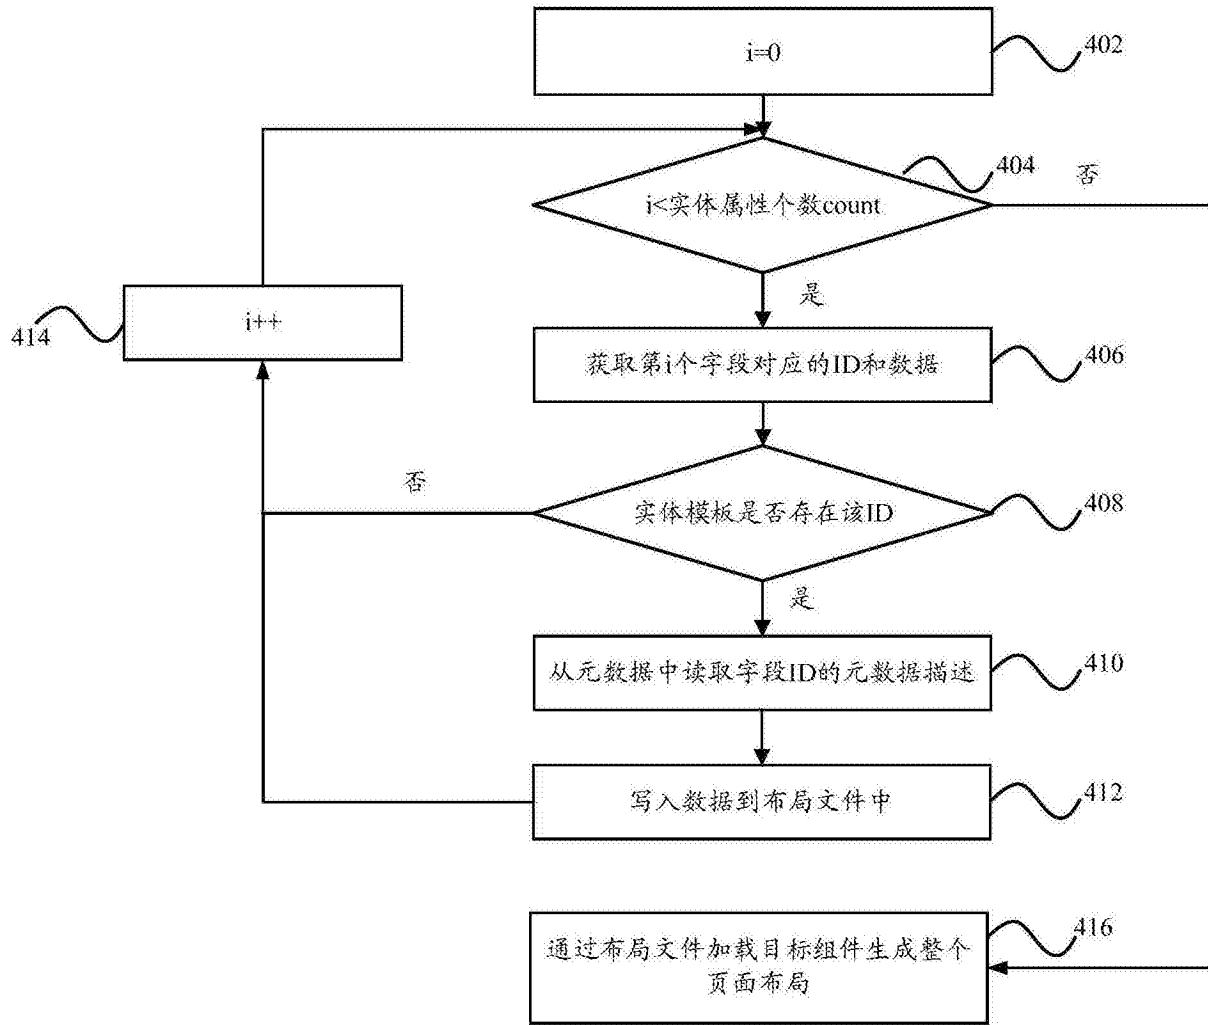 i=0
402
404
否
i<实体属性个数count
是
i++
414
获取第i个字段对应的ID和数据
406
否
实体模板是否存在该ID
408
是
从元数据中读取字段ID的元数据描述
410
写入数据到布局文件中
412
通过布局文件加载目标组件生成整个
页面布局
416